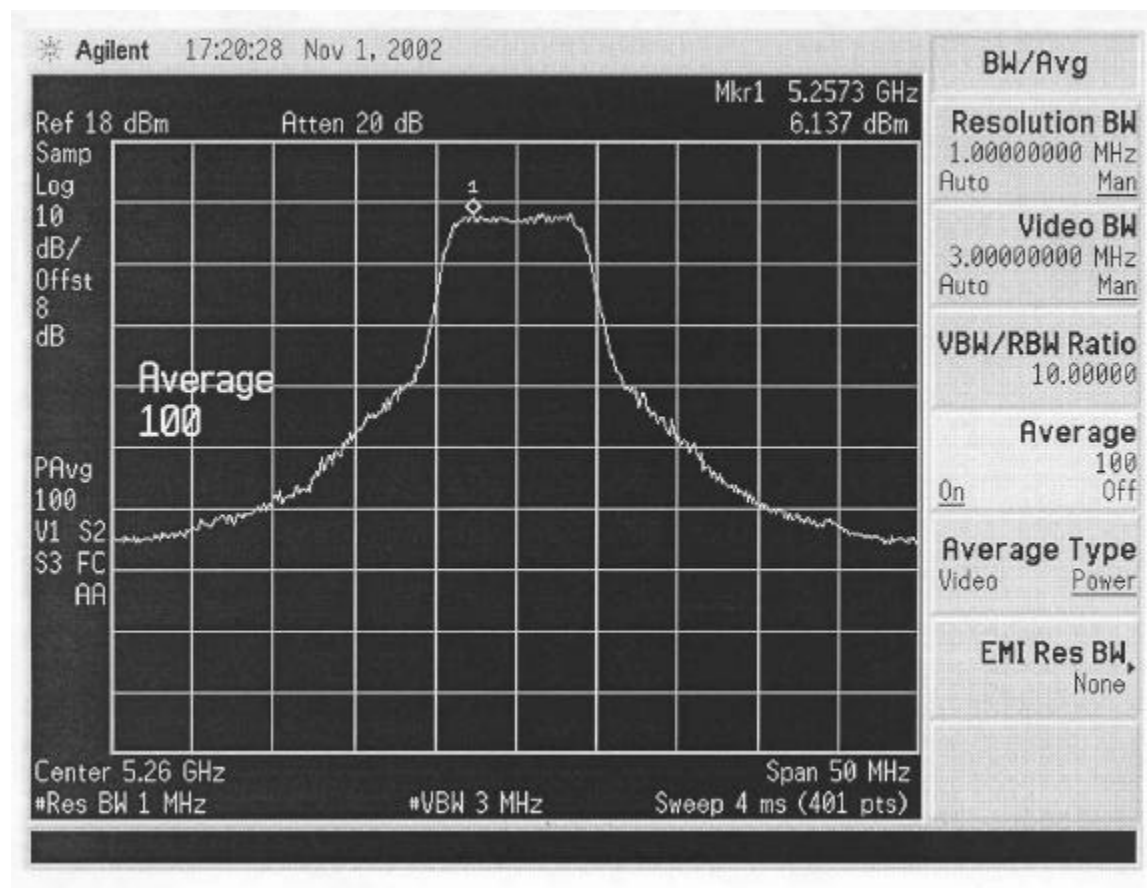 Agilent 17:20:28 Nov 1, 2002
Mkr1 5.2573 GHz
Ref 18 dBm Atten 20 dB 6.137 dBm
Samp
Log
10
dB/
Offst
8
dB
1
Average
100
PAvg
100
V1 S2
S3 FC
AA
Center 5.26 GHz Span 50 MHz
#Res BW 1 MHz #VBW 3 MHz Sweep 4 ms (401 pts)
BW/Avg
Resolution BW
1.00000000 MHz
Auto Man
Video BW
3.00000000 MHz
Auto Man
VBW/RBW Ratio
10.00000
Average
100
On Off
Average Type
Video Power
EMI Res BW
None